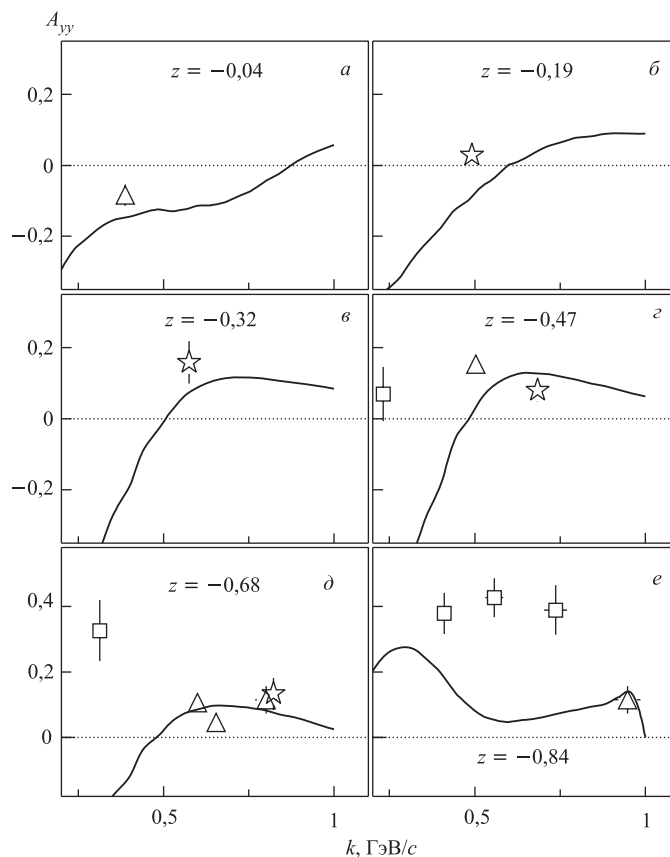 A_yy
z = −0,04 а
z = −0,19 б
0,2
0
−0,2
z = −0,32 в
z = −0,47 г
0,2
0
−0,2
z = −0,68 д
е
0,4
0,2
0
z = −0,84
0,5 1 0,5 1
k, ГэВ/c